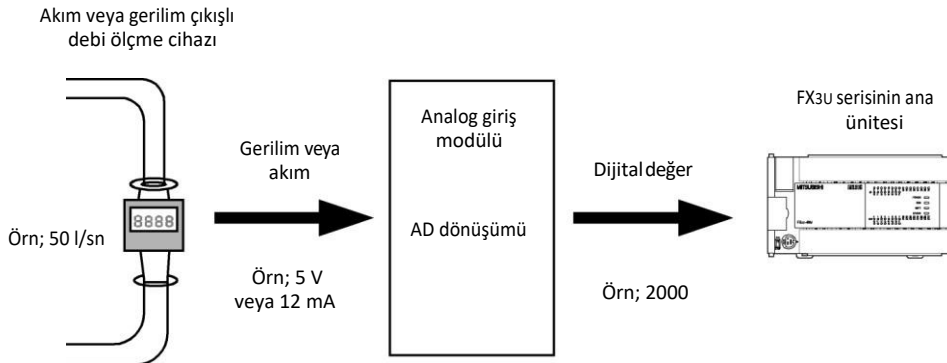 Akım veya gerilim çıkışlı
debi ölçme cihazı
8888
Örn; 50 l/sn
Gerilim veya
akım
Örn; 5 V
veya 12 mA
Analog giriş
modülü
AD dönüşümü
Dijital değer
Örn; 2000
FX3U serisinin ana
ünitesi
MITSUBISHI